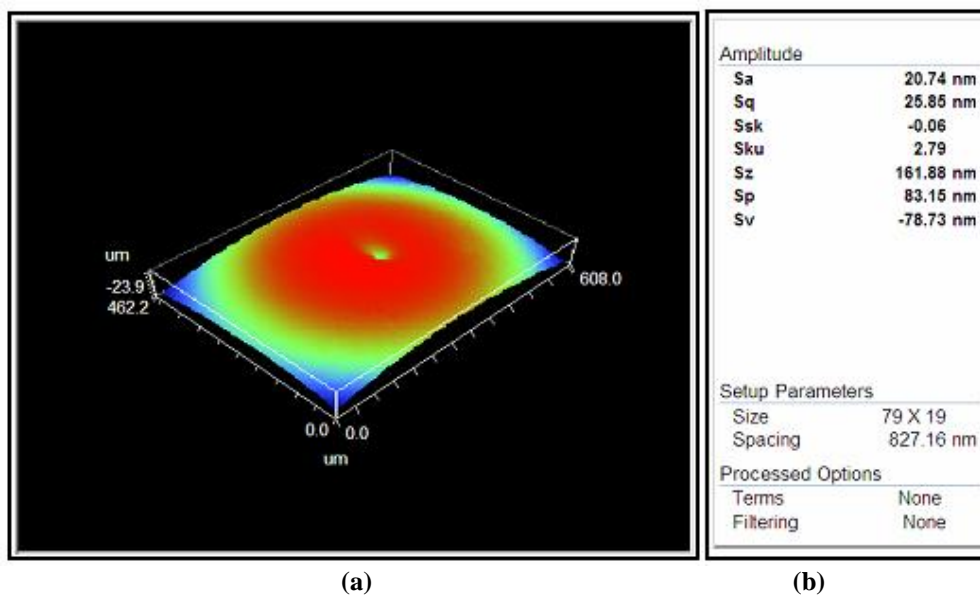 um
-23.9
462.2
608.0
0.0 0.0
um
Amplitude
Sa 20.74 nm
Sq 25.85 nm
Ssk -0.06
Sku 2.79
Sz 161.88 nm
Sp 83.15 nm
Sv -78.73 nm
Setup Parameters
Size 79 X 19
Spacing 827.16 nm
Processed Options
Terms None
Filtering None
(a) (b)